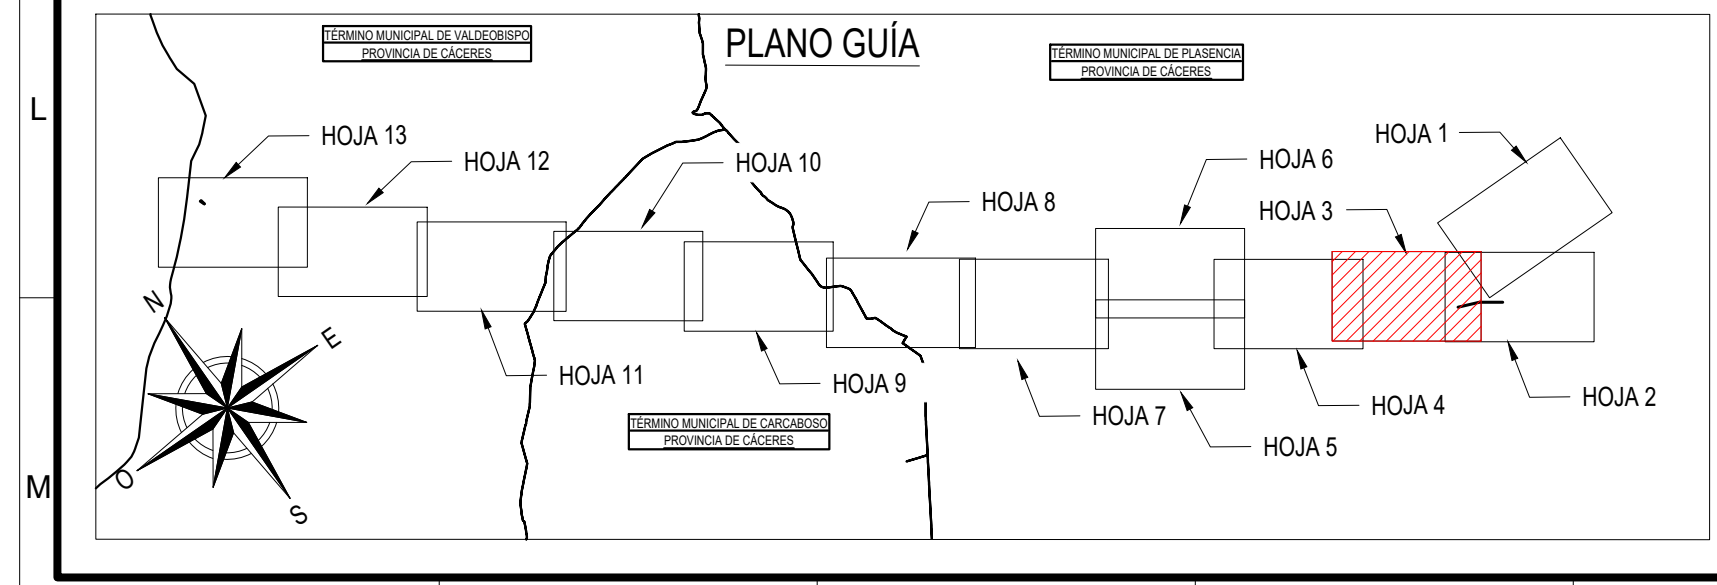 PLANO GUÍA
TÉRMINO MUNICIPAL DE VALDEOBISPO
PROVINCIA DE CÁCERES
TÉRMINO MUNICIPAL DE PLASENCIA
PROVINCIA DE CÁCERES
L
HOJA 13
HOJA 12
HOJA 10
HOJA 8
HOJA 6
HOJA 3
HOJA 1
N
E
O
S
HOJA 11
HOJA 9
HOJA 7
HOJA 5
HOJA 4
HOJA 2
TÉRMINO MUNICIPAL DE CARCABOSO
PROVINCIA DE CÁCERES
M